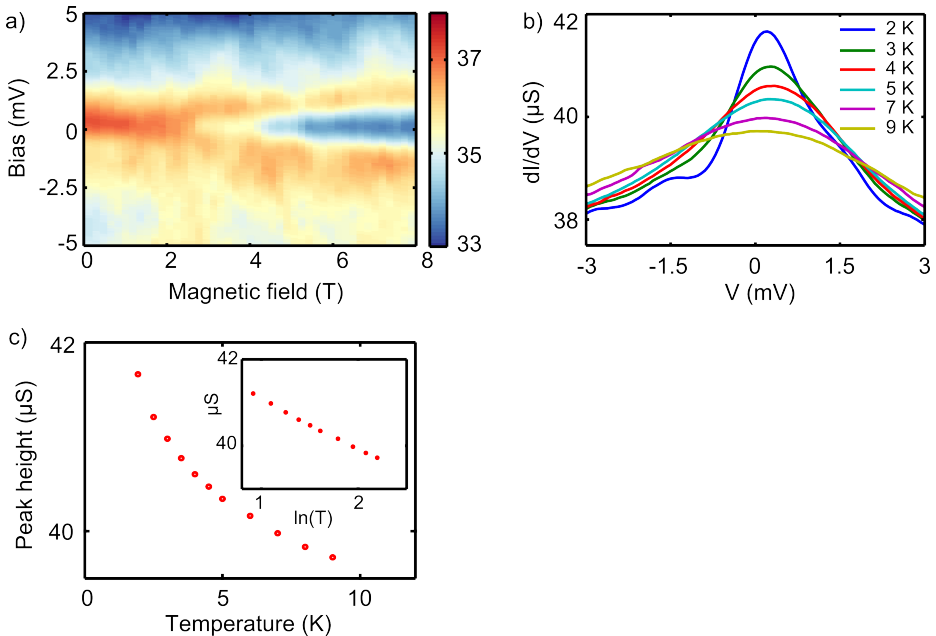 a)
5
2.5
0
-2.5
-5
Bias (mV)
0
2
4
6
8
Magnetic field (T)
37
35
33
b)
42
40
38
dI/dV (µS)
-3
-1.5
0
1.5
3
V (mV)
2 K
3 K
4 K
5 K
7 K
9 K
c)
42
40
Peak height (µS)
0
5
10
Temperature (K)
42
40
µS
1
2
ln(T)